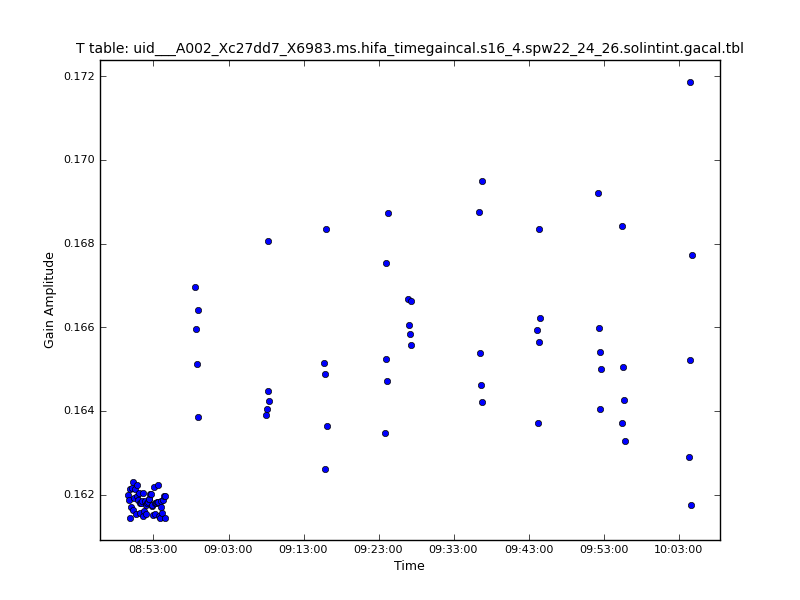 T table: uid___A002_Xc27dd7_X6983.ms.hifa_timegaincal.s16_4.spw22_24_26.solintint.gacal.tbl
0.172
0.170
0.168
0.166
0.164
0.162
Gain Amplitude
08:53:00 09:03:00 09:13:00 09:23:00 09:33:00 09:43:00 09:53:00 10:03:00
Time